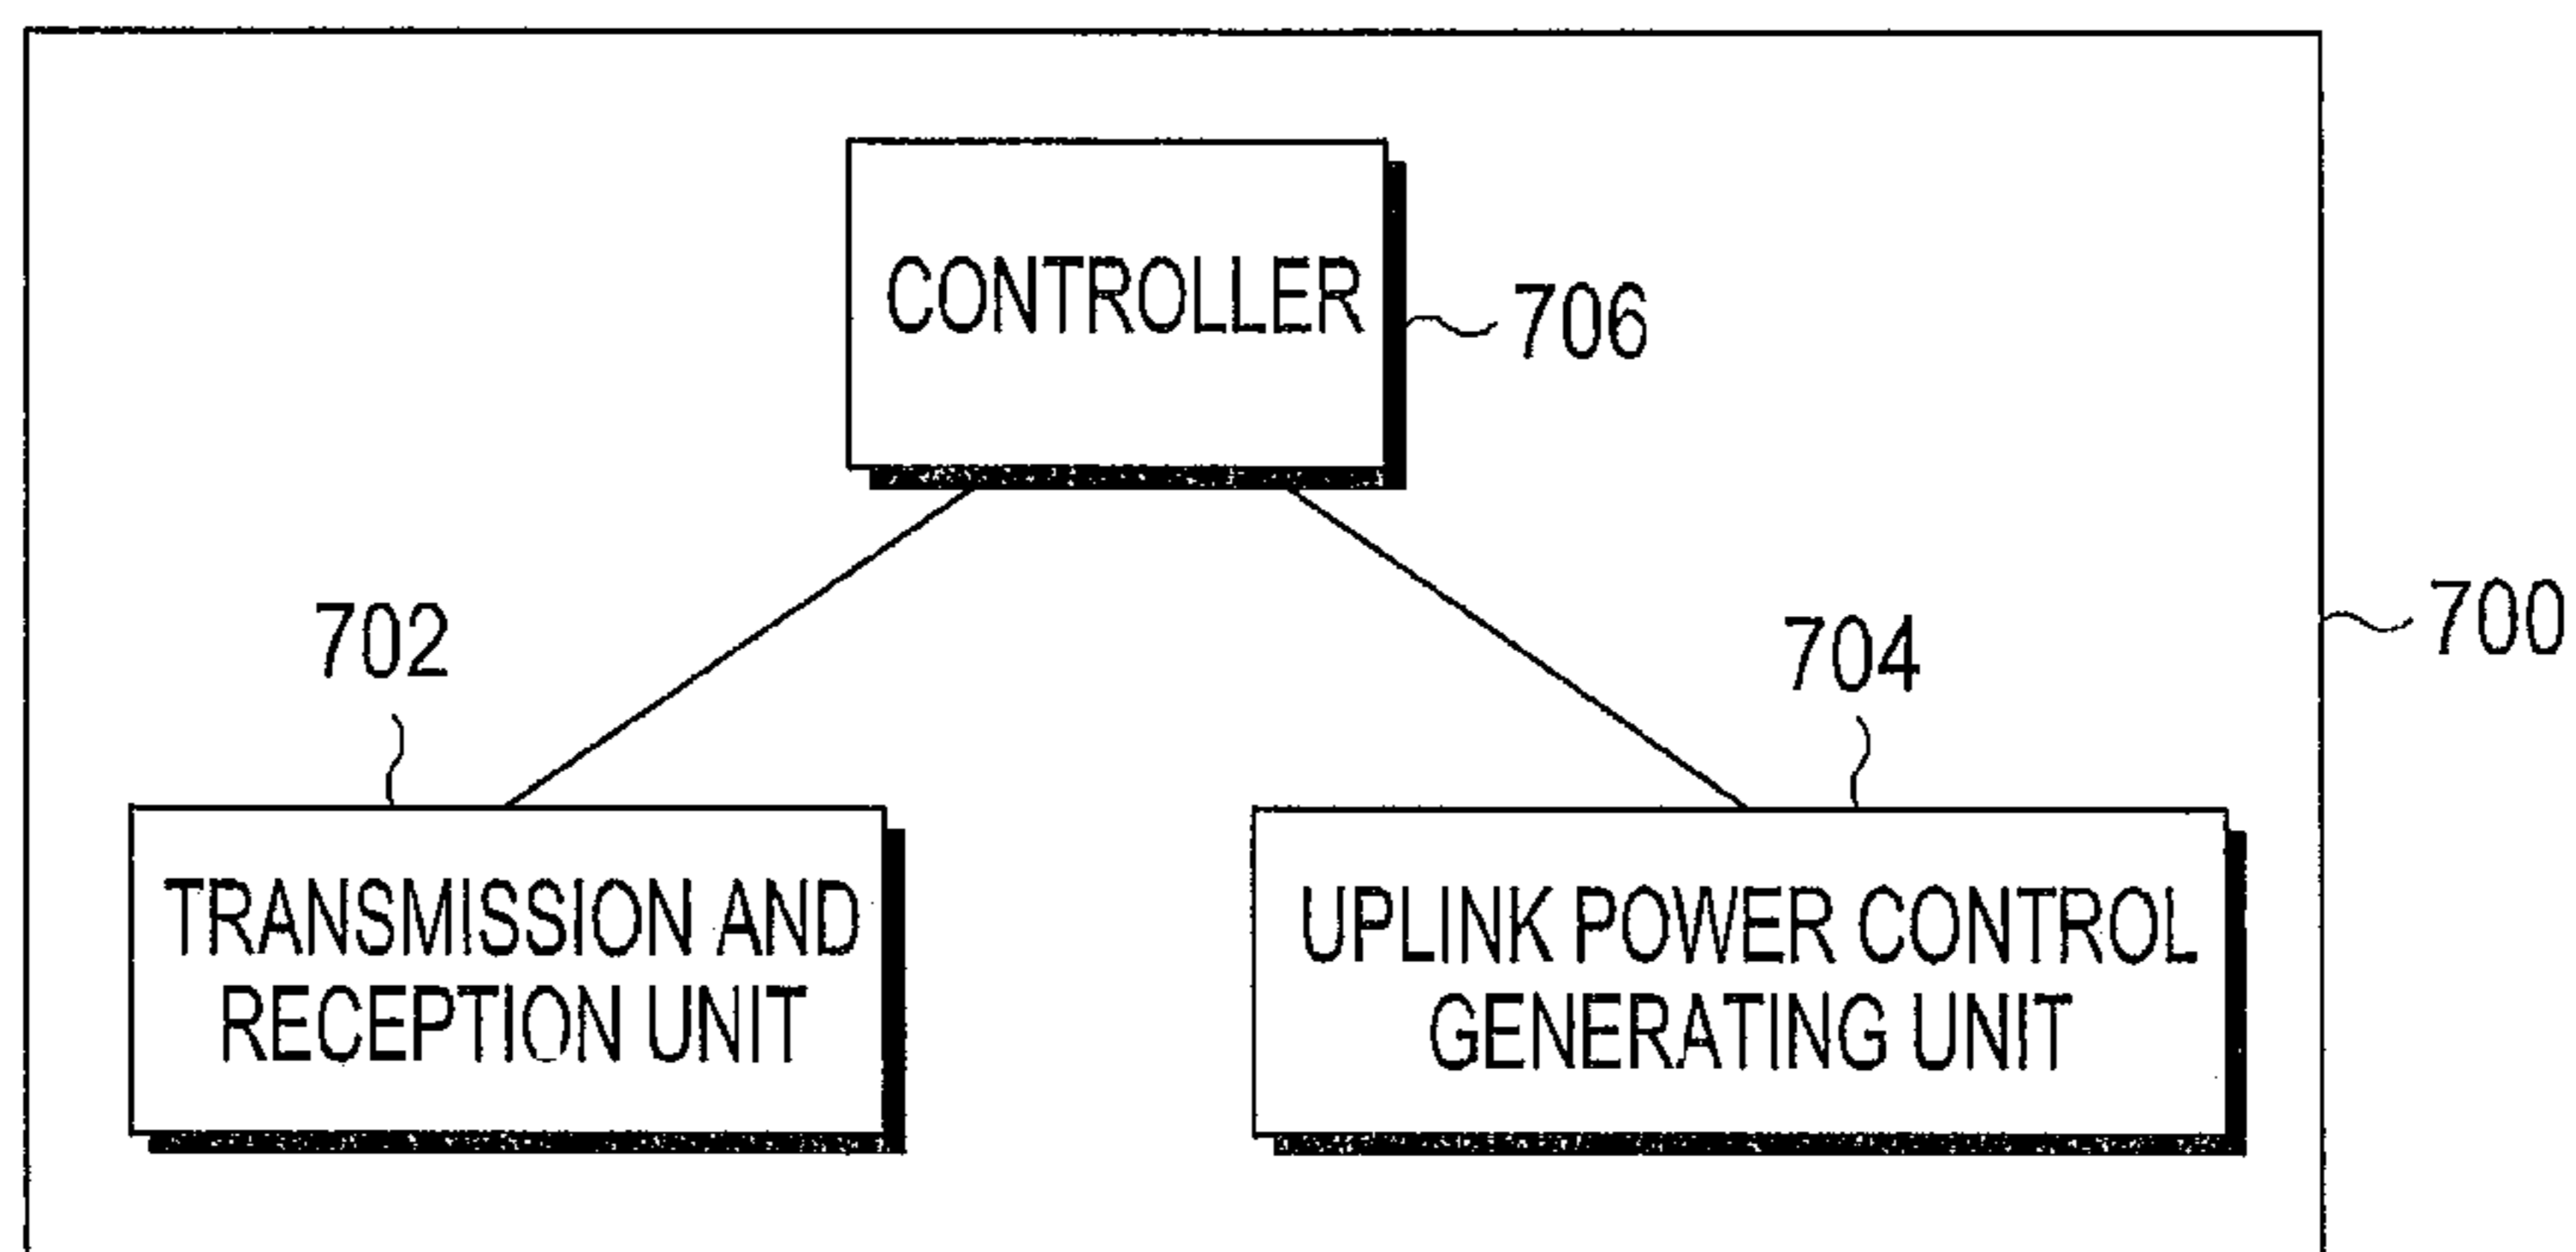 CONTROLLER
706
702
704
700
TRANSMISSION AND
RECEPTION UNIT
UPLINK POWER CONTROL
GENERATING UNIT